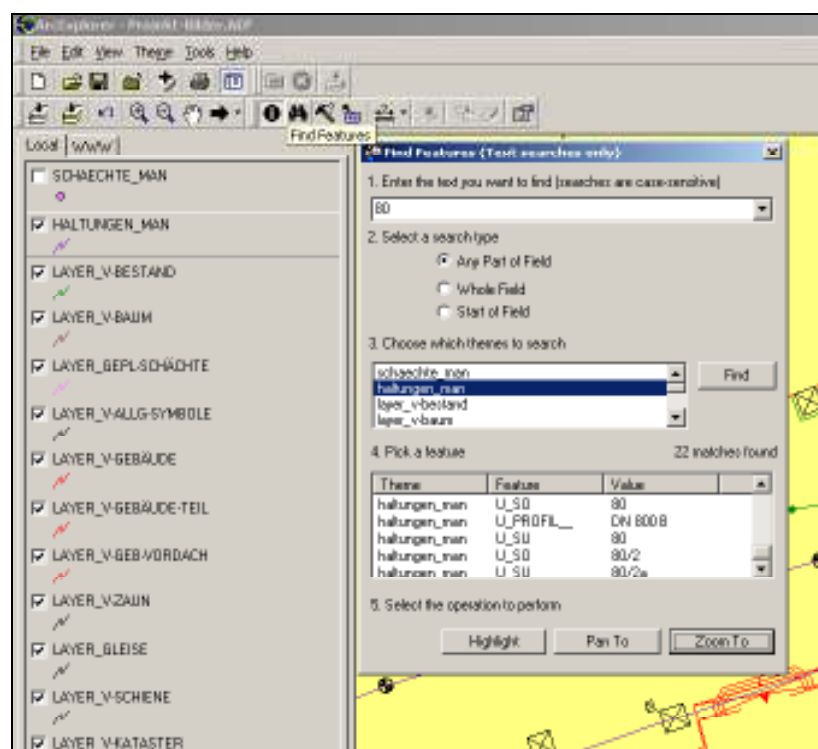 ArcExplorer - Projekt-Bilder.AEP
File Edit View Theme Tools Help
Find Features
Local WWW
SCHAECHTE_MAN
HALTUNGEN_MAN
LAYER_V-BESTAND
LAYER_V-BAUM
LAYER_GEPL-SCHÄCHTE
LAYER_V-ALLG-SYMBOLE
LAYER_V-GEBÄUDE
LAYER_V-GEBÄUDE-TEIL
LAYER_V-GEB-VORDACH
LAYER_V-ZAUN
LAYER_GLEISE
LAYER_V-SCHIENE
LAYER_V-KATASTER
Find Features (Text searches only)
1. Enter the text you want to find (searches are case-sensitive)
80
2. Select a search type
Any Part of Field
Whole Field
Start of Field
3. Choose which themes to search
schaechte_man
haltungen_man
layer_v-bestand
layer_v-baum
Find
4. Pick a feature 22 matches found
Theme Feature Value
haltungen_man U_SO 80
haltungen_man U_PROFIL__ DN 800 B
haltungen_man U_SU 80
haltungen_man U_SO 80/2
haltungen_man U_SU 80/2a
5. Select the operation to perform
Highlight Pan To Zoom To